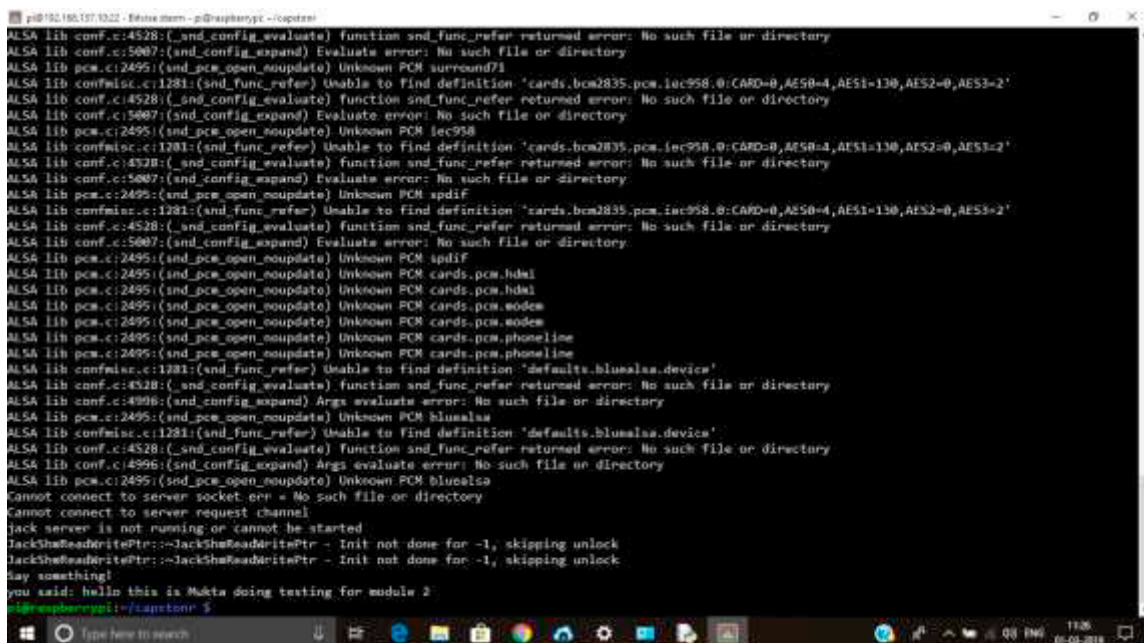 pi@192.168.137.10:22 - Bitvise xterm - pi@raspberrypi: ~/capstonr
ALSA lib conf.c:4528:(_snd_config_evaluate) function snd_func_refer returned error: No such file or directory
ALSA lib conf.c:5007:(snd_config_expand) Evaluate error: No such file or directory
ALSA lib pcm.c:2495:(snd_pcm_open_noupdate) Unknown PCM surround71
ALSA lib confmisc.c:1281:(snd_func_refer) Unable to find definition 'cards.bcm2835.pcm.iec958.0:CARD=0,AES0=4,AES1=130,AES2=0,AES3=2'
ALSA lib conf.c:4528:(_snd_config_evaluate) function snd_func_refer returned error: No such file or directory
ALSA lib conf.c:5007:(snd_config_expand) Evaluate error: No such file or directory
ALSA lib pcm.c:2495:(snd_pcm_open_noupdate) Unknown PCM iec958
ALSA lib confmisc.c:1281:(snd_func_refer) Unable to find definition 'cards.bcm2835.pcm.iec958.0:CARD=0,AES0=4,AES1=130,AES2=0,AES3=2'
ALSA lib conf.c:4528:(_snd_config_evaluate) function snd_func_refer returned error: No such file or directory
ALSA lib conf.c:5007:(snd_config_expand) Evaluate error: No such file or directory
ALSA lib pcm.c:2495:(snd_pcm_open_noupdate) Unknown PCM spdif
ALSA lib confmisc.c:1281:(snd_func_refer) Unable to find definition 'cards.bcm2835.pcm.iec958.0:CARD=0,AES0=4,AES1=130,AES2=0,AES3=2'
ALSA lib conf.c:4528:(_snd_config_evaluate) function snd_func_refer returned error: No such file or directory
ALSA lib conf.c:5007:(snd_config_expand) Evaluate error: No such file or directory
ALSA lib pcm.c:2495:(snd_pcm_open_noupdate) Unknown PCM spdif
ALSA lib pcm.c:2495:(snd_pcm_open_noupdate) Unknown PCM cards.pcm.hdmi
ALSA lib pcm.c:2495:(snd_pcm_open_noupdate) Unknown PCM cards.pcm.hdmi
ALSA lib pcm.c:2495:(snd_pcm_open_noupdate) Unknown PCM cards.pcm.modem
ALSA lib pcm.c:2495:(snd_pcm_open_noupdate) Unknown PCM cards.pcm.modem
ALSA lib pcm.c:2495:(snd_pcm_open_noupdate) Unknown PCM cards.pcm.phoneline
ALSA lib pcm.c:2495:(snd_pcm_open_noupdate) Unknown PCM cards.pcm.phoneline
ALSA lib confmisc.c:1281:(snd_func_refer) Unable to find definition 'defaults.bluealsa.device'
ALSA lib conf.c:4528:(_snd_config_evaluate) function snd_func_refer returned error: No such file or directory
ALSA lib conf.c:4996:(snd_config_expand) Args evaluate error: No such file or directory
ALSA lib pcm.c:2495:(snd_pcm_open_noupdate) Unknown PCM bluealsa
ALSA lib confmisc.c:1281:(snd_func_refer) Unable to find definition 'defaults.bluealsa.device'
ALSA lib conf.c:4528:(_snd_config_evaluate) function snd_func_refer returned error: No such file or directory
ALSA lib conf.c:4996:(snd_config_expand) Args evaluate error: No such file or directory
ALSA lib pcm.c:2495:(snd_pcm_open_noupdate) Unknown PCM bluealsa
Cannot connect to server socket err = No such file or directory
Cannot connect to server request channel
jack server is not running or cannot be started
JackShmReadWritePtr::~JackShmReadWritePtr - Init not done for -1, skipping unlock
JackShmReadWritePtr::~JackShmReadWritePtr - Init not done for -1, skipping unlock
Say something!
you said: hello this is Mukta doing testing for module 2
pi@raspberrypi:~/capstonr $
Type here to search
ENG
11:26